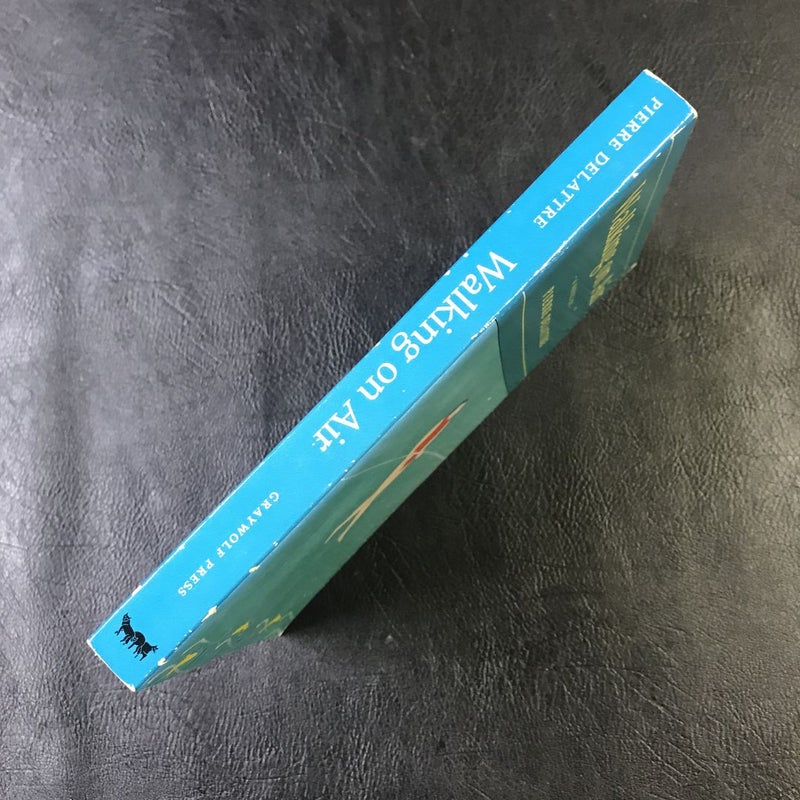 PIERRE DELATTRE
Walking on Air
GRAYWOLF PRESS